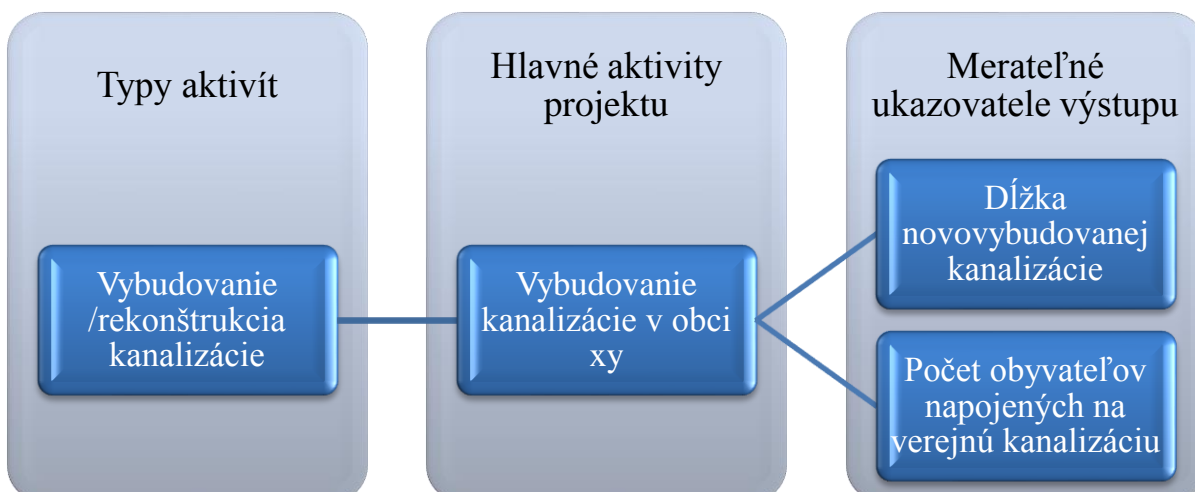 Typy aktivít
Vybudovanie
/rekonštrukcia
kanalizácie
Hlavné aktivity
projektu
Vybudovanie
kanalizácie v obci
xy
Merateľné
ukazovatele výstupu
Dĺžka
novovybudovanej
kanalizácie
Počet obyvateľov
napojených na
verejnú kanalizáciu